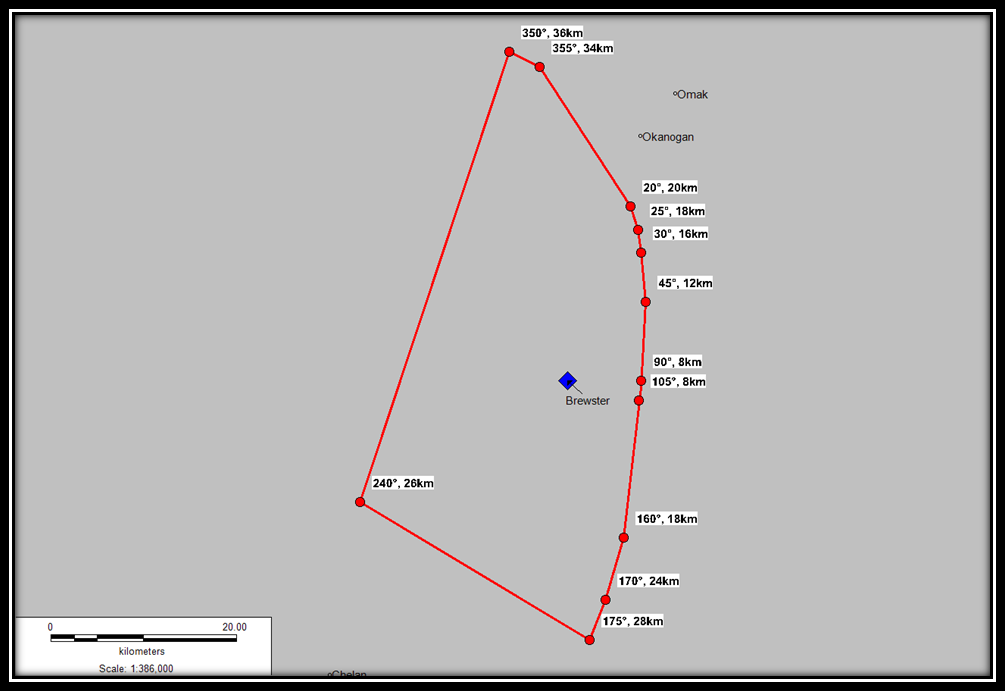 350°, 36km
355°, 34km
Omak
Okanogan
20°, 20km
25°, 18km
30°, 16km
45°, 12km
90°, 8km
105°, 8km
Brewster
240°, 26km
160°, 18km
170°, 24km
175°, 28km
0 20.00
kilometers
Scale: 1:386,000
Chelan